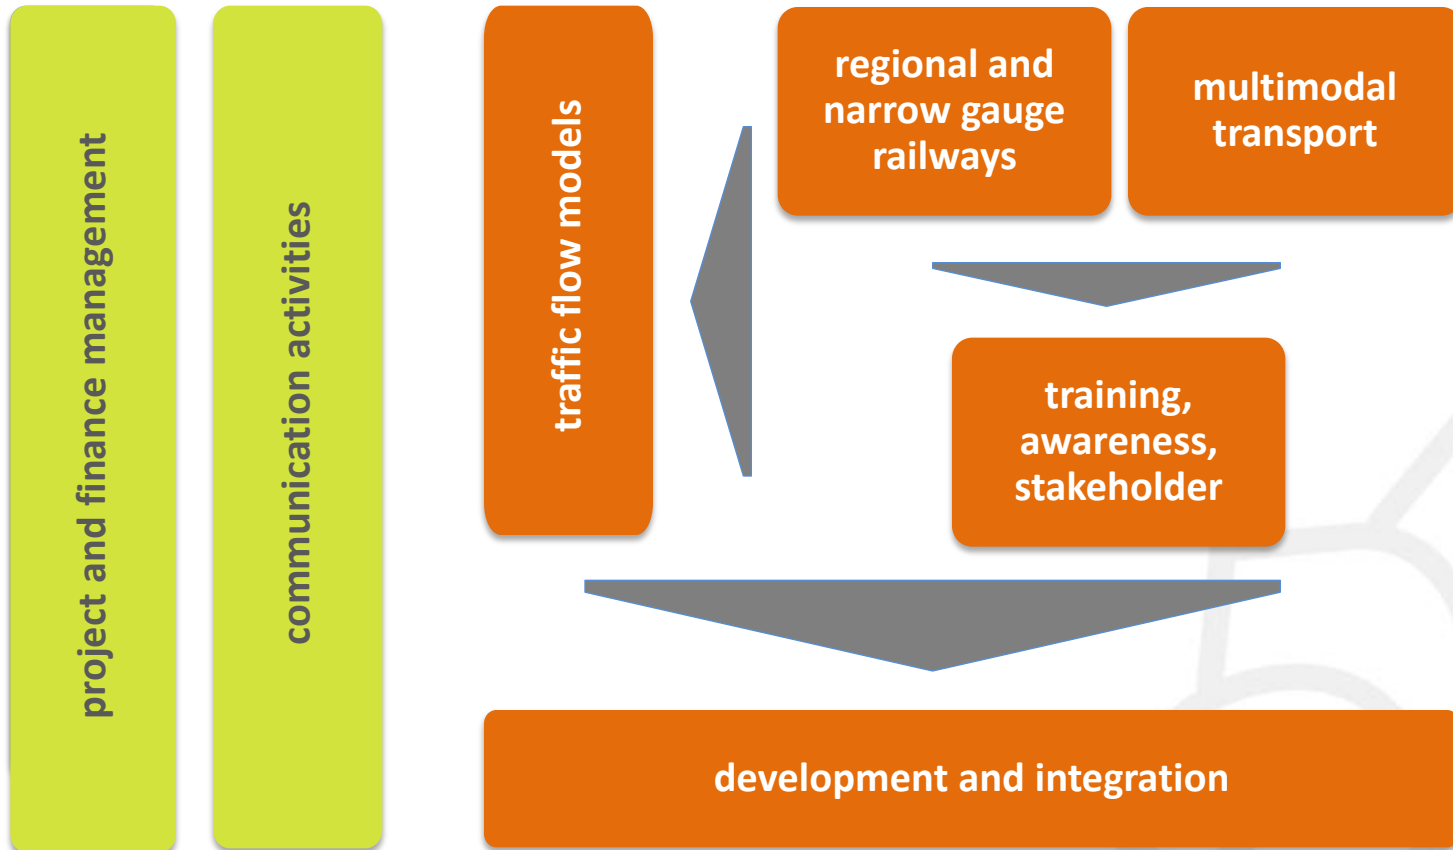 project and finance management
communication activities
traffic flow models
regional and
narrow gauge
railways
multimodal
transport
training,
awareness,
stakeholder
development and integration